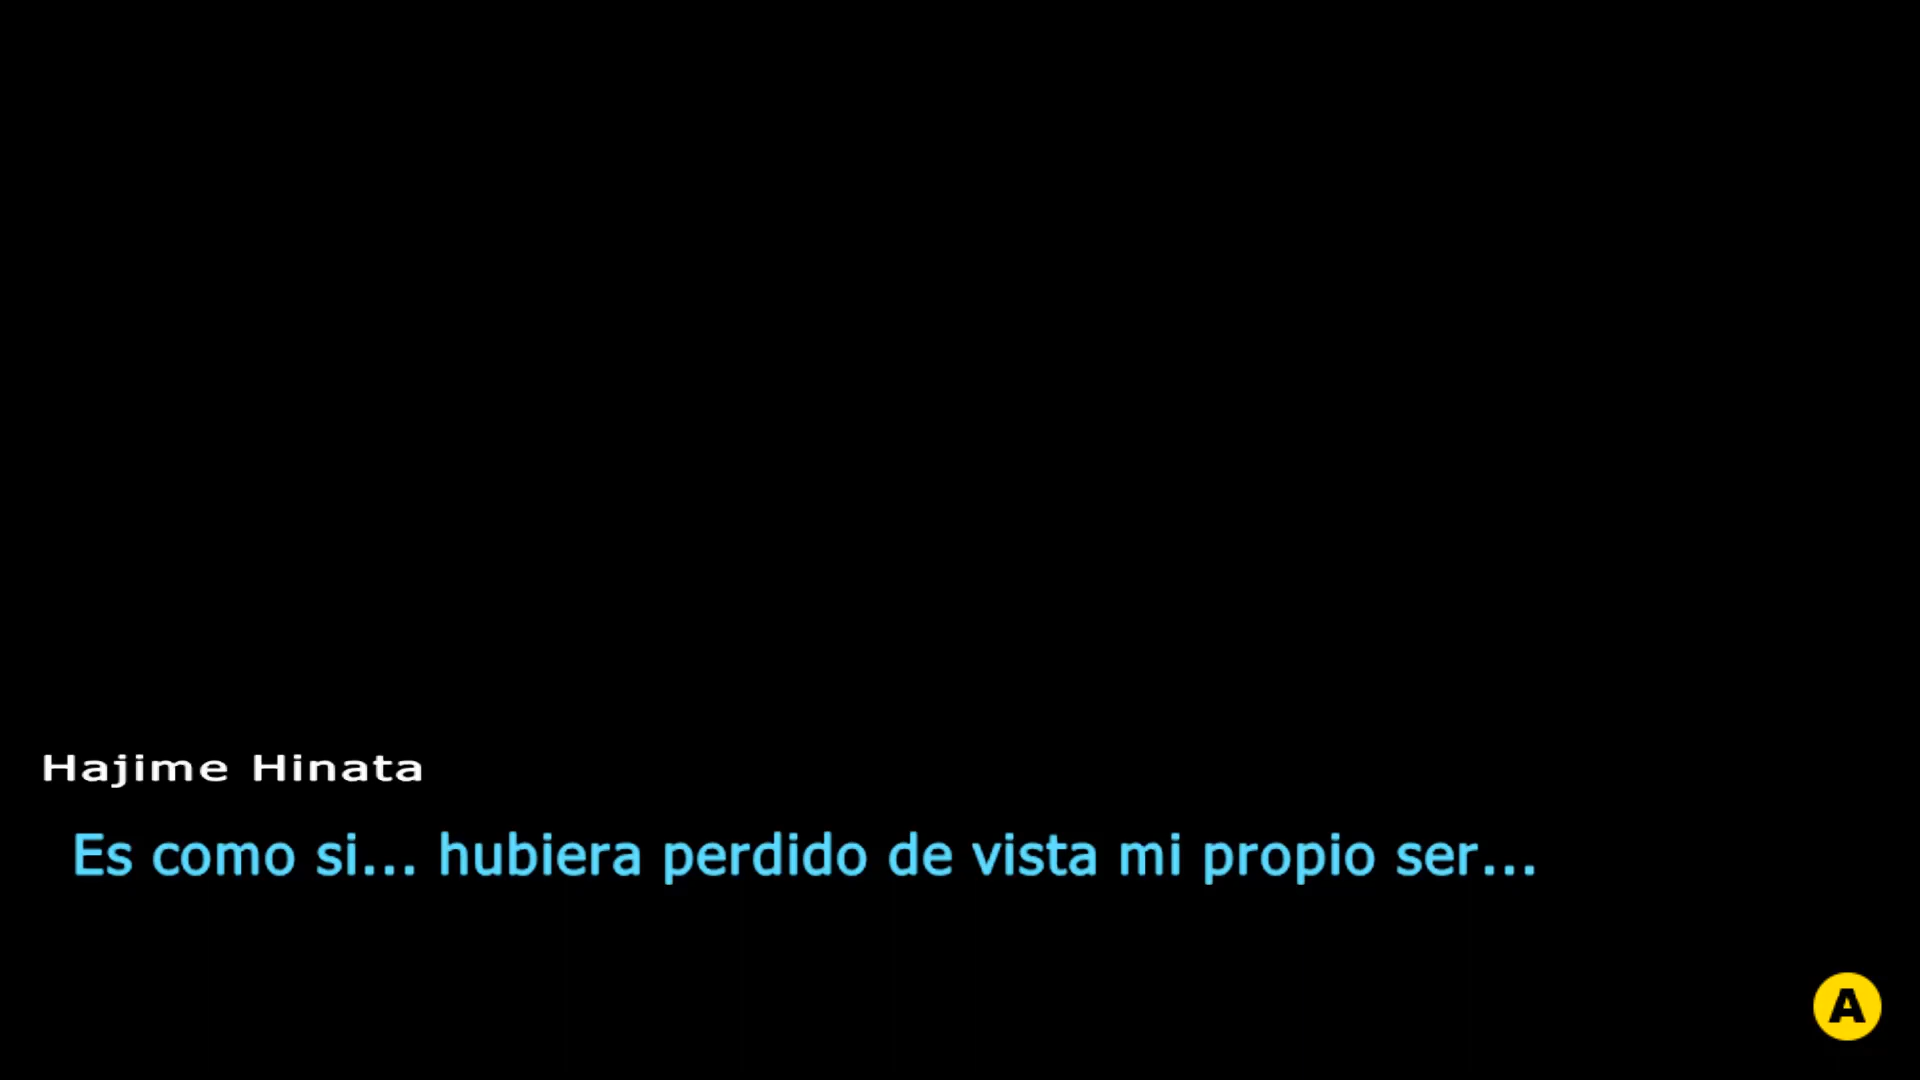 Hajime Hinata
Es como si... hubiera perdido de vista mi propio ser...
A